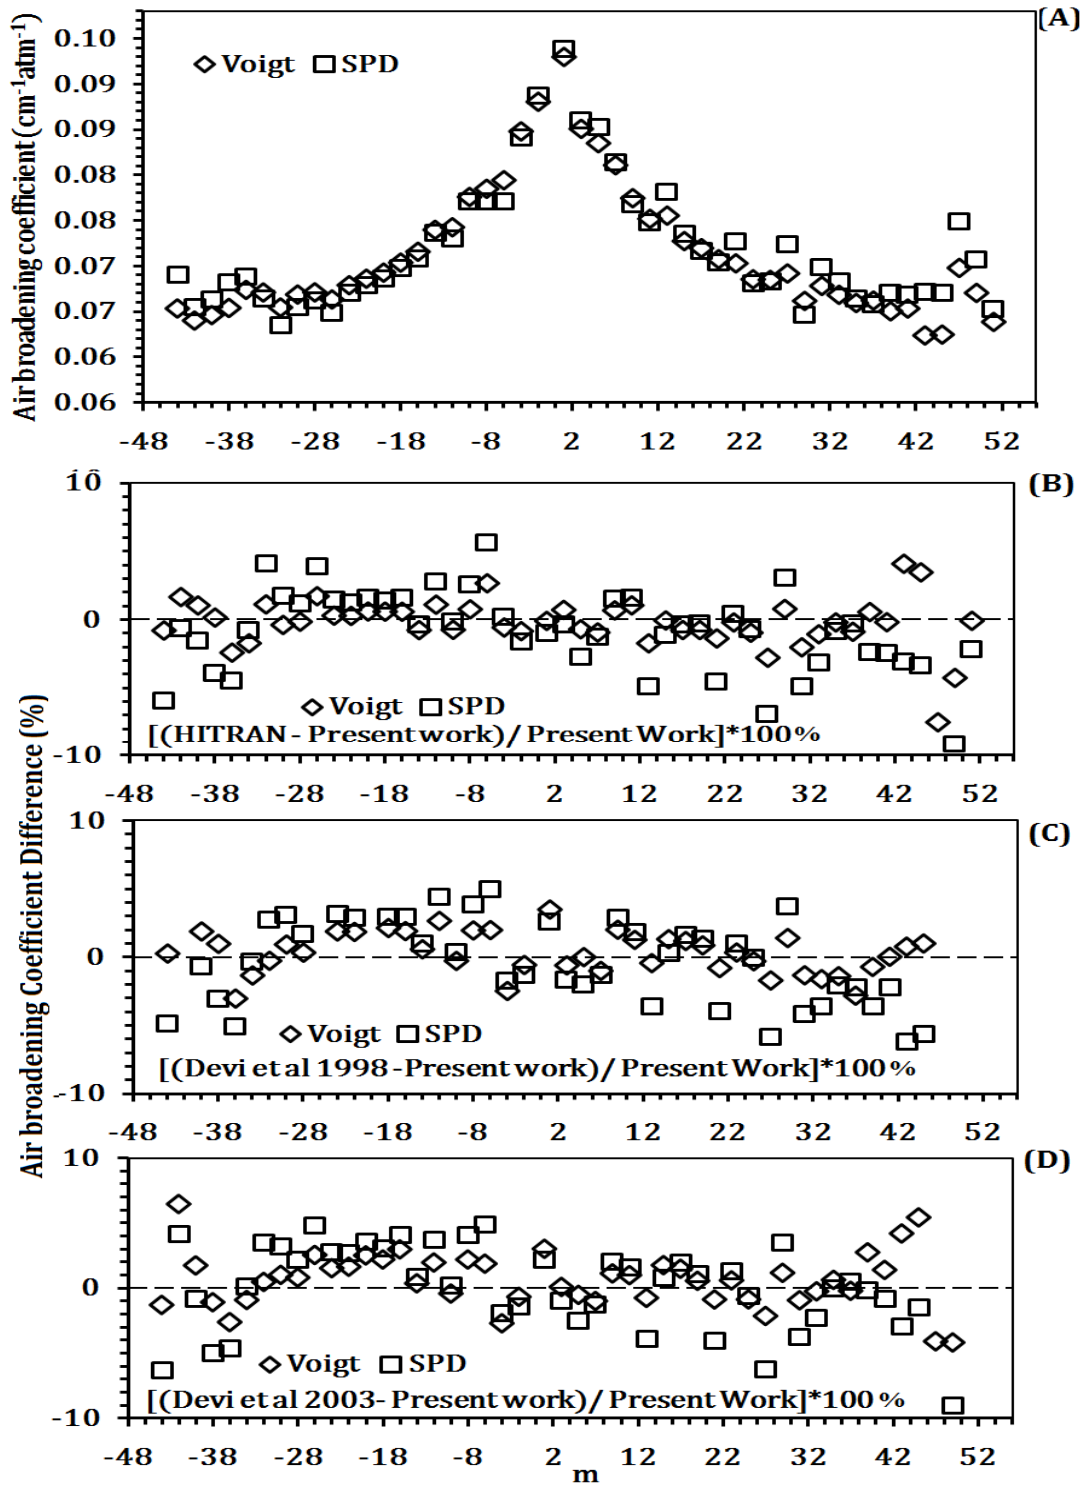 (A)
Air broadening coefficient (cm-1atm-1)
0.10
0.09
0.09
0.08
0.08
0.07
0.07
0.06
0.06
Voigt SPD
-48 -38 -28 -18 -8 2 12 22 32 42 52
Air broadening Coefficient Difference (%)
(B)
10
0
-10
Voigt SPD
[(HITRAN - Present work)/ Present Work]*100%
-48 -38 -28 -18 -8 2 12 22 32 42 52
(C)
10
0
-10
Voigt SPD
[(Devi et al 1998 -Present work)/ Present Work]*100%
-48 -38 -28 -18 -8 2 12 22 32 42 52
(D)
10
0
-10
Voigt SPD
[(Devi et al 2003- Present work)/ Present Work]*100%
-48 -38 -28 -18 -8 2 12 22 32 42 52
m